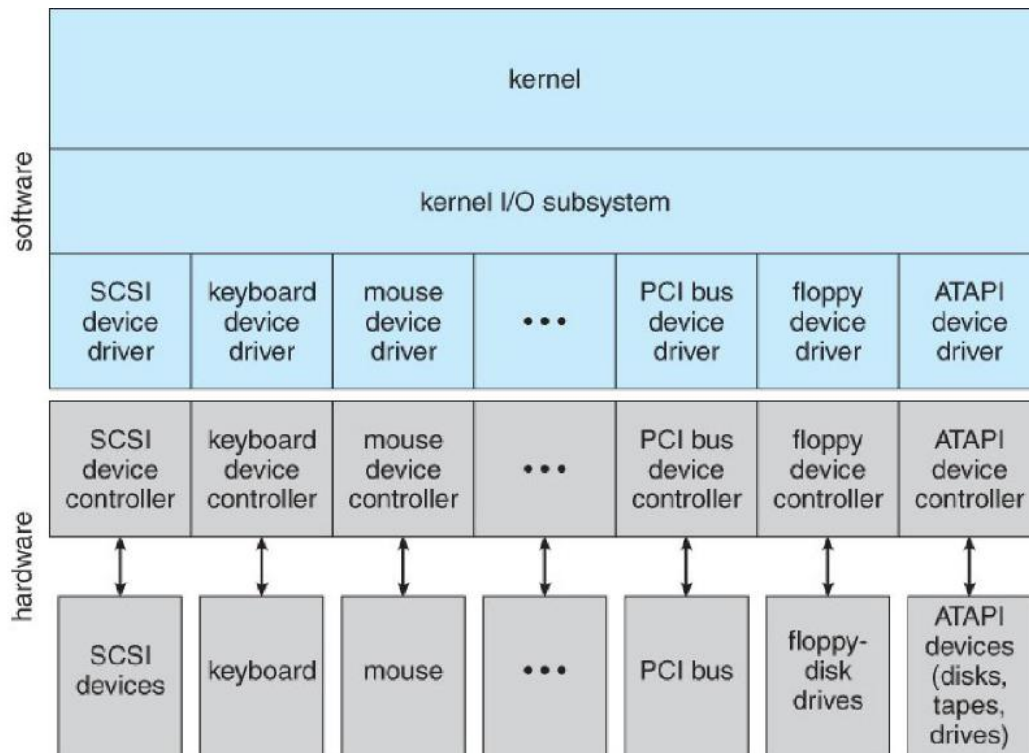 kernel
kernel I/O subsystem
software
SCSI
device
driver
keyboard
device
driver
mouse
device
driver
•••
PCI bus
device
driver
floppy
device
driver
ATAPI
device
driver
SCSI
device
controller
keyboard
device
controller
mouse
device
controller
•••
PCI bus
device
controller
floppy
device
controller
ATAPI
device
controller
hardware
SCSI
devices
keyboard
mouse
•••
PCI bus
floppy-
disk
drives
ATAPI
devices
(disks,
tapes,
drives)